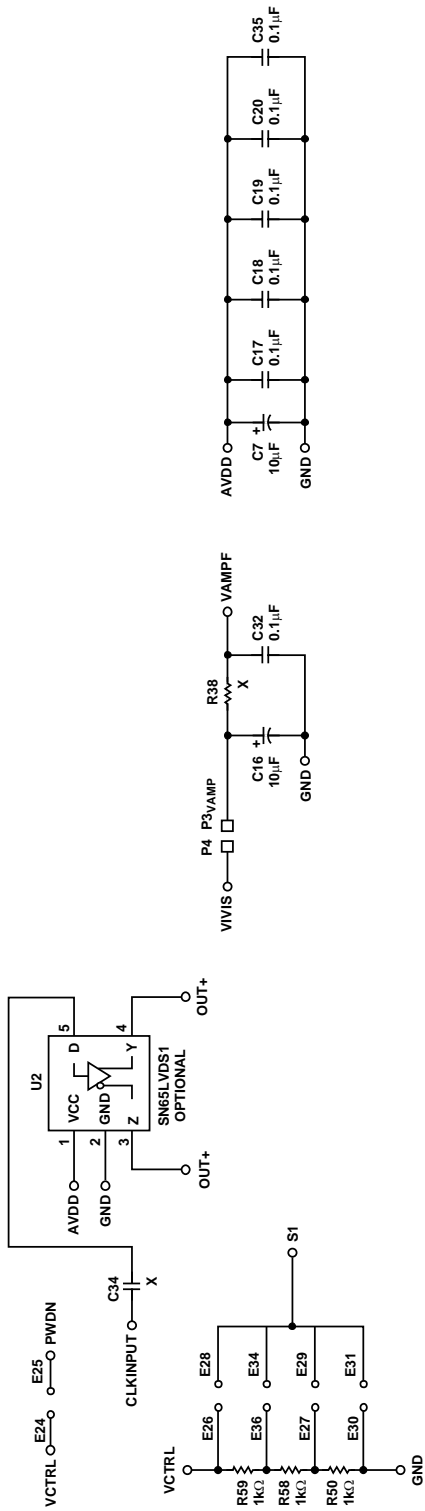 VCTRL
E24
E25
PWDN
CLKINPUT
C34
X
AVDD
GND
1
2
3
U2
VCC
GND
Z
D
Y
5
4
SN65LVDS1
OPTIONAL
OUT+
OUT+
VCTRL
E26
E28
R59
1kΩ
E36
E34
S1
R58
1kΩ
E27
E29
R50
1kΩ
E30
E31
GND
VIVIS
P4
P3VAMP
R38
X
VAMPF
C16
10µF
+
C32
0.1µF
GND
AVDD
GND
C7
10µF
+
C17
0.1µF
C18
0.1µF
C19
0.1µF
C20
0.1µF
C35
0.1µF